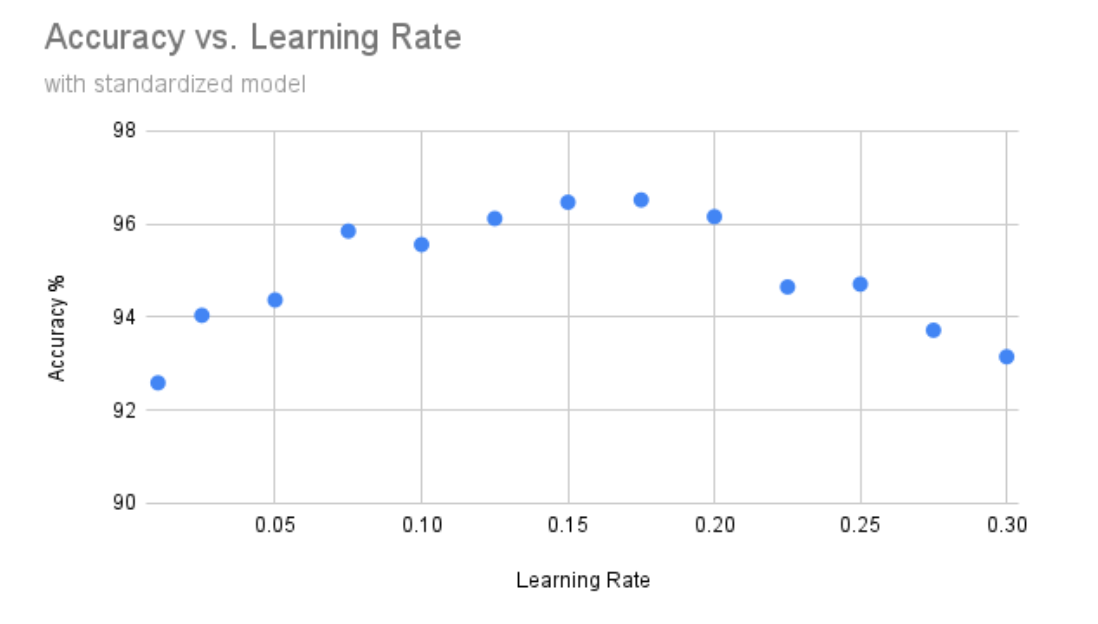 Accuracy vs. Learning Rate
with standardized model
98
96
94
92
90
Accuracy %
0.05 0.10 0.15 0.20 0.25 0.30
Learning Rate